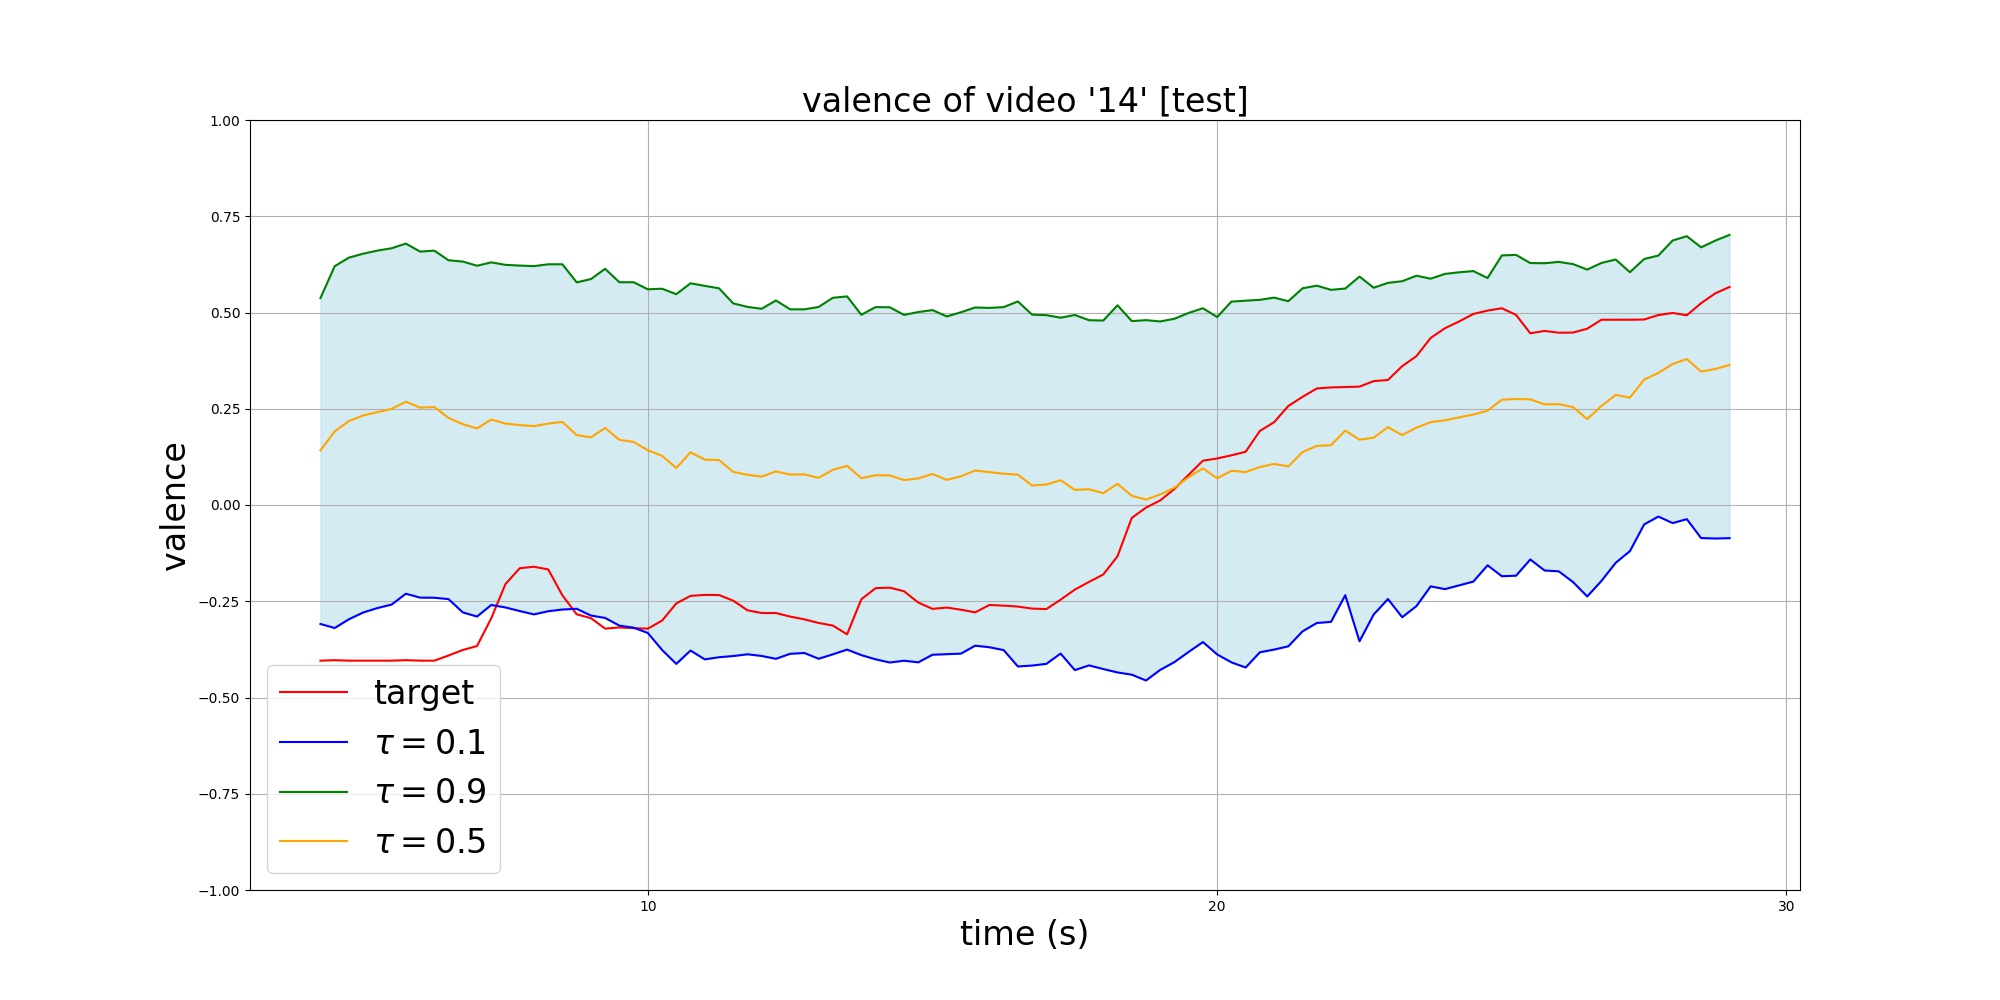 valence of video '14' [test]
1.00
0.75
0.50
0.25
0.00
−0.25
−0.50
−0.75
−1.00
valence
target
τ = 0.1
τ = 0.9
τ = 0.5
10
20
30
time (s)